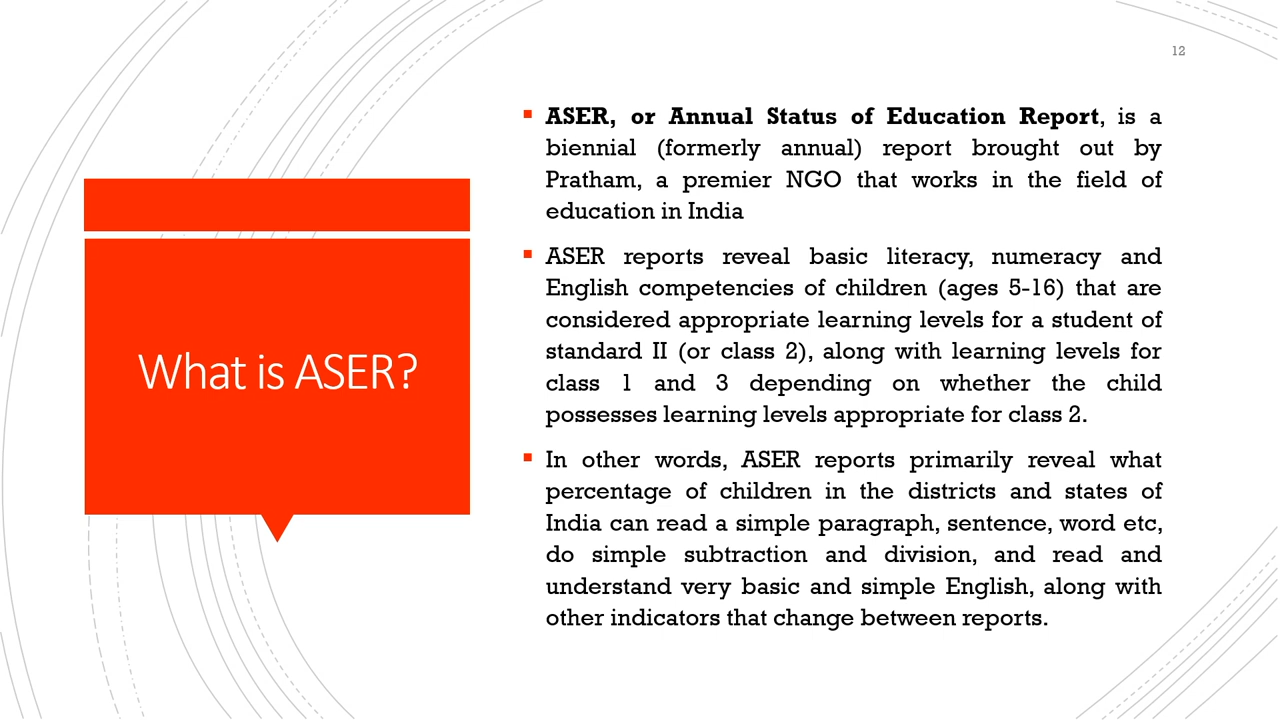 12
What is ASER?
ASER, or Annual Status of Education Report, is a
biennial (formerly annual) report brought out by
Pratham, a premier NGO that works in the field of
education in India
ASER reports reveal basic literacy, numeracy and
English competencies of children (ages 5-16) that are
considered appropriate learning levels for a student of
standard II (or class 2), along with learning levels for
class 1 and 3 depending on whether the child
possesses learning levels appropriate for class 2.
In other words, ASER reports primarily reveal what
percentage of children in the districts and states of
India can read a simple paragraph, sentence, word etc,
do simple subtraction and division, and read and
understand very basic and simple English, along with
other indicators that change between reports.